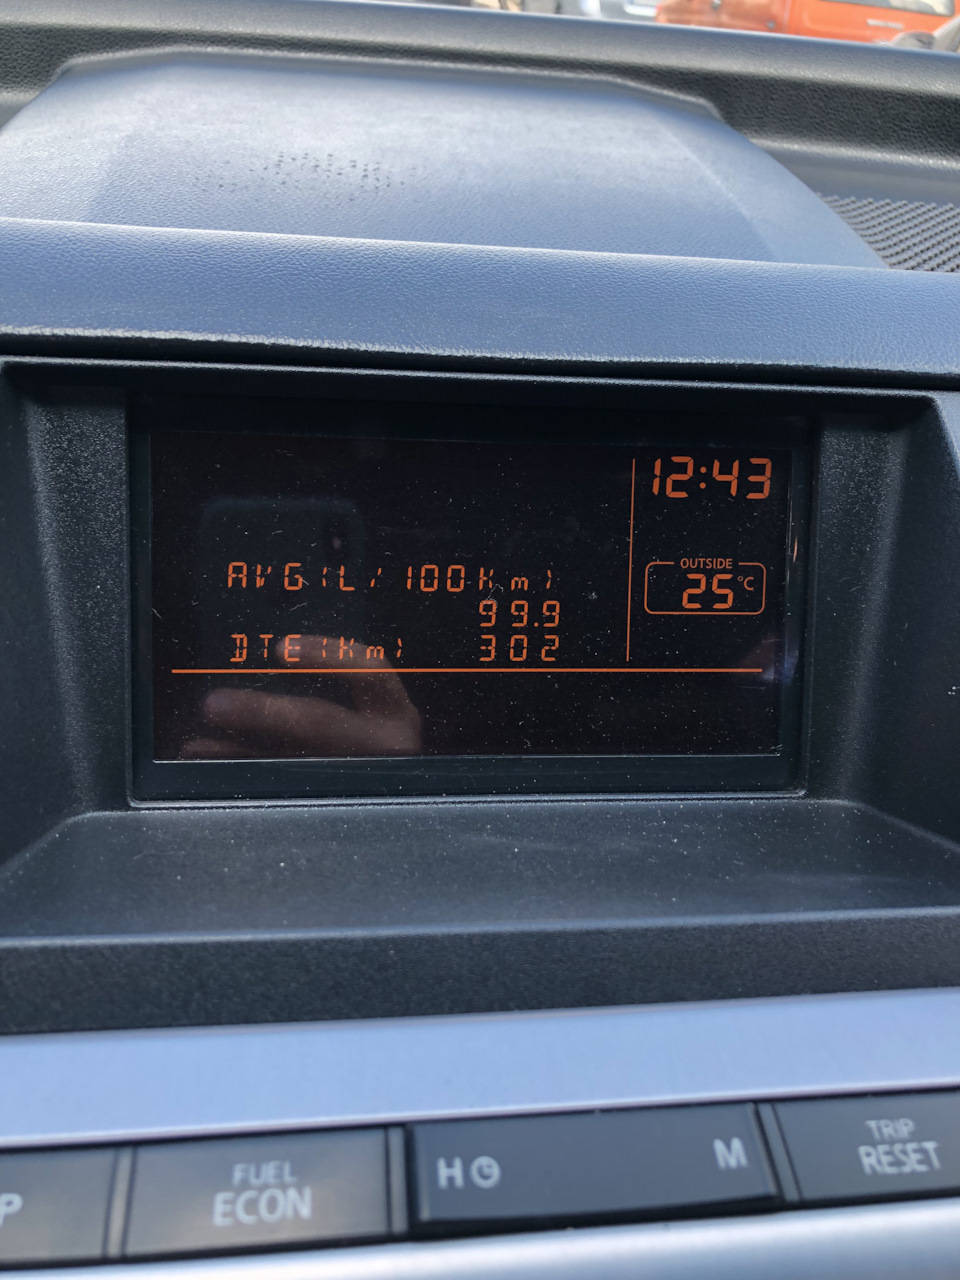 12:43
OUTSIDE
25°C
AVG(L/100Km)
99.9
DTE(Km) 302
P
FUEL
ECON
H M
TRIP
RESET